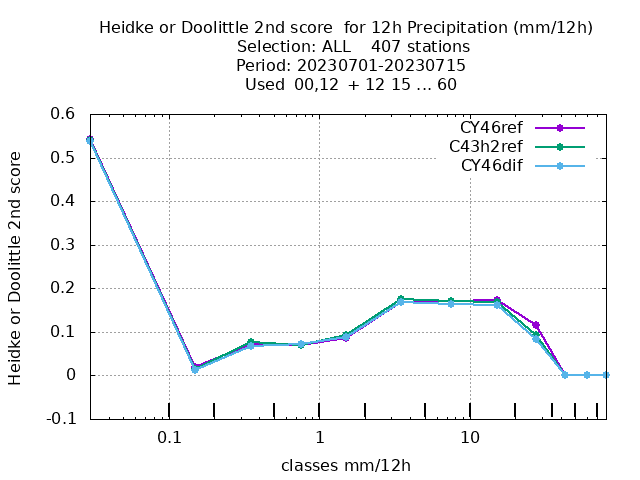 Heidke or Doolittle 2nd score  for 12h Precipitation (mm/12h)
Selection: ALL    407 stations
Period: 20230701-20230715
Used  00,12  + 12 15 ... 60
CY46ref
C43h2ref
CY46dif
0.6
0.5
0.4
0.3
0.2
0.1
0
-0.1
Heidke or Doolittle 2nd score
0.1
1
10
classes mm/12h